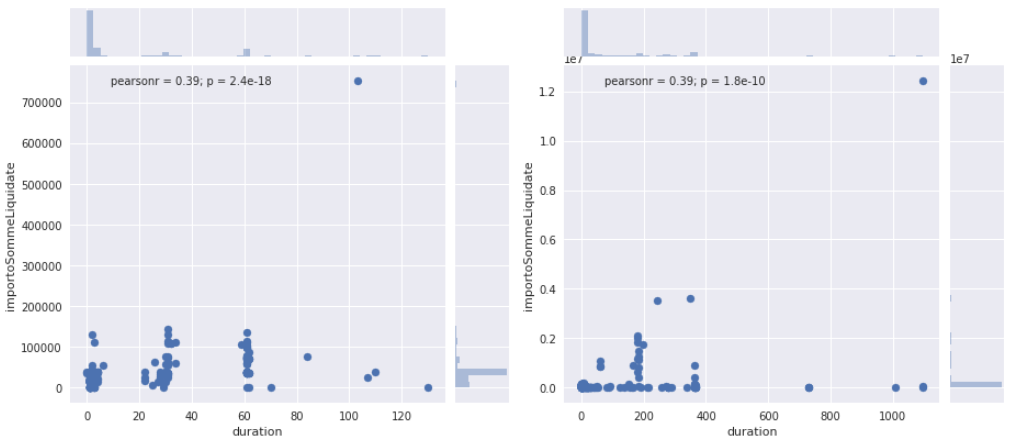 pearsonr = 0.39; p = 2.4e-18
700000
600000
500000
400000
300000
200000
100000
0
importoSommeLiquidate
0 20 40 60 80 100 120
duration
1e7
1e7
pearsonr = 0.39; p = 1.8e-10
1.2
1.0
0.8
0.6
0.4
0.2
0.0
importoSommeLiquidate
0 200 400 600 800 1000
duration